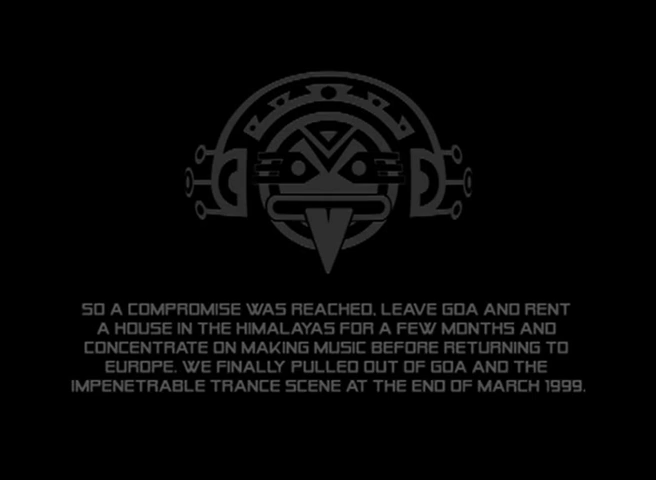 SO A COMPROMISE WAS REACHED. LEAVE GOA AND RENT
A HOUSE IN THE HIMALAYAS FOR A FEW MONTHS AND
CONCENTRATE ON MAKING MUSIC BEFORE RETURNING TO
EUROPE. WE FINALLY PULLED OUT OF GOA AND THE
IMPENETRABLE TRANCE SCENE AT THE END OF MARCH 1999.